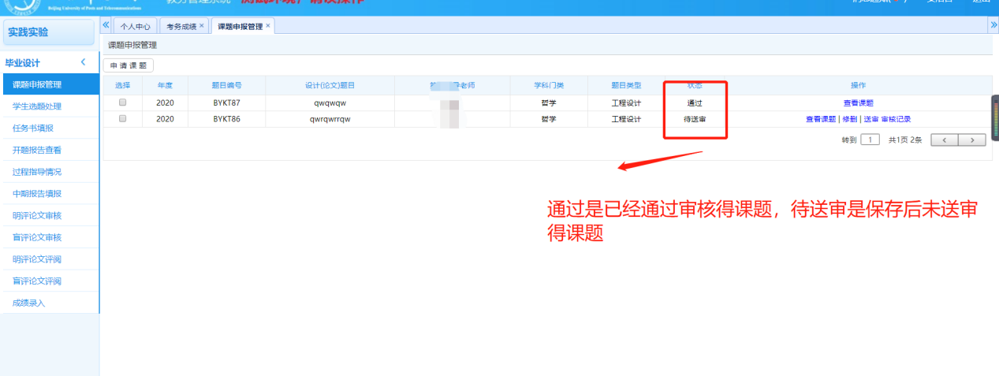 Beijing University of Posts and Telecommunications
实践实验
个人中心 考务成绩 × 课题申报管理 ×
毕业设计
课题申报管理
学生选题处理
任务书填报
开题报告查看
过程指导情况
中期报告填报
明评论文审核
盲评论文审核
明评论文评阅
盲评论文评阅
成绩录入
课题申报管理
申请课题
选择 年度 题目编号 设计(论文)题目 老师 学科门类 题目类型 状态 操作
2020 BYKT87 qwqwqw 哲学 工程设计 通过 查看课题
2020 BYKT86 qwrqwrrqw 哲学 工程设计 待送审 查看课题 | 修删 | 送审 审核记录
转到 1 共1页 2条 < >
通过是已经通过审核得课题，待送审是保存后未送审
得课题